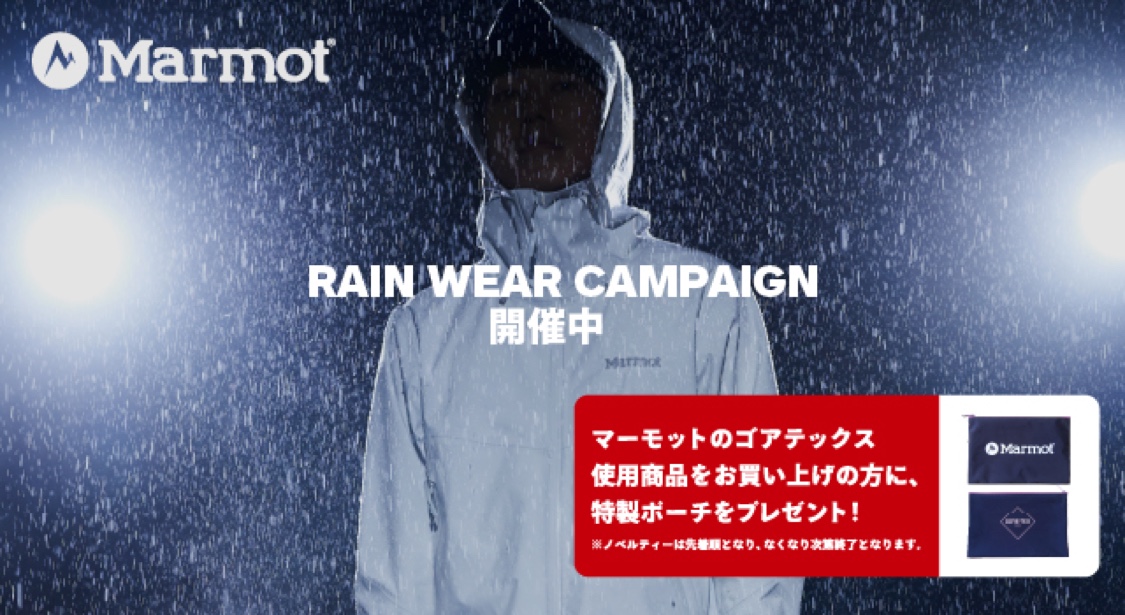 Marmot®
RAIN WEAR CAMPAIGN
開催中
Marmot
マーモットのゴアテックス
使用商品をお買い上げの方に、
特製ポーチをプレゼント!
※ノベルティーは先着順となり、なくなり次第終了となります。
Marmot